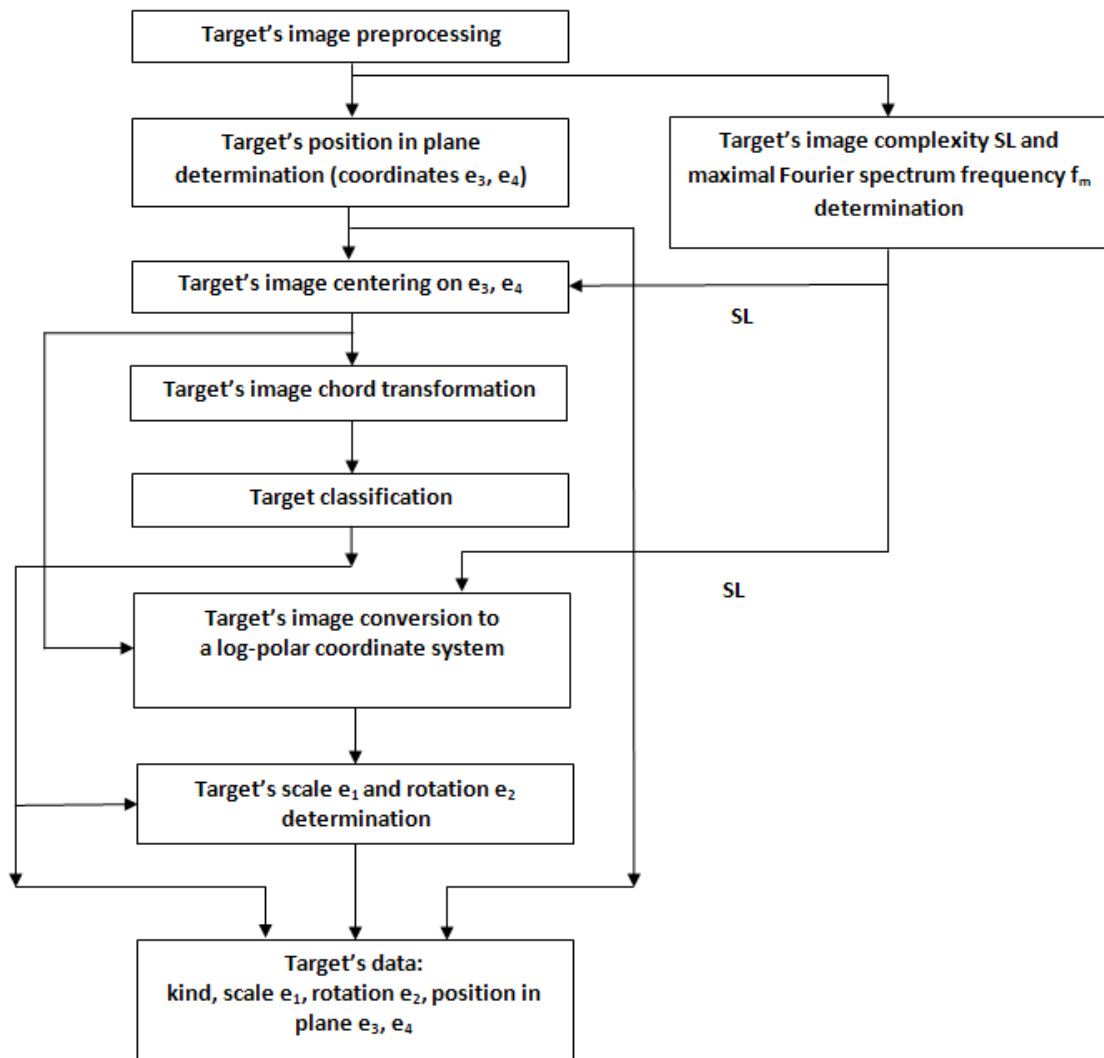 Target’s image preprocessing
Target’s position in plane
determination (coordinates e₃, e₄)
Target’s image complexity SL and
maximal Fourier spectrum frequency fₘ
determination
Target’s image centering on e₃, e₄
SL
Target’s image chord transformation
Target classification
SL
Target’s image conversion to
a log-polar coordinate system
Target’s scale e₁ and rotation e₂
determination
Target’s data:
kind, scale e₁, rotation e₂, position in
plane e₃, e₄